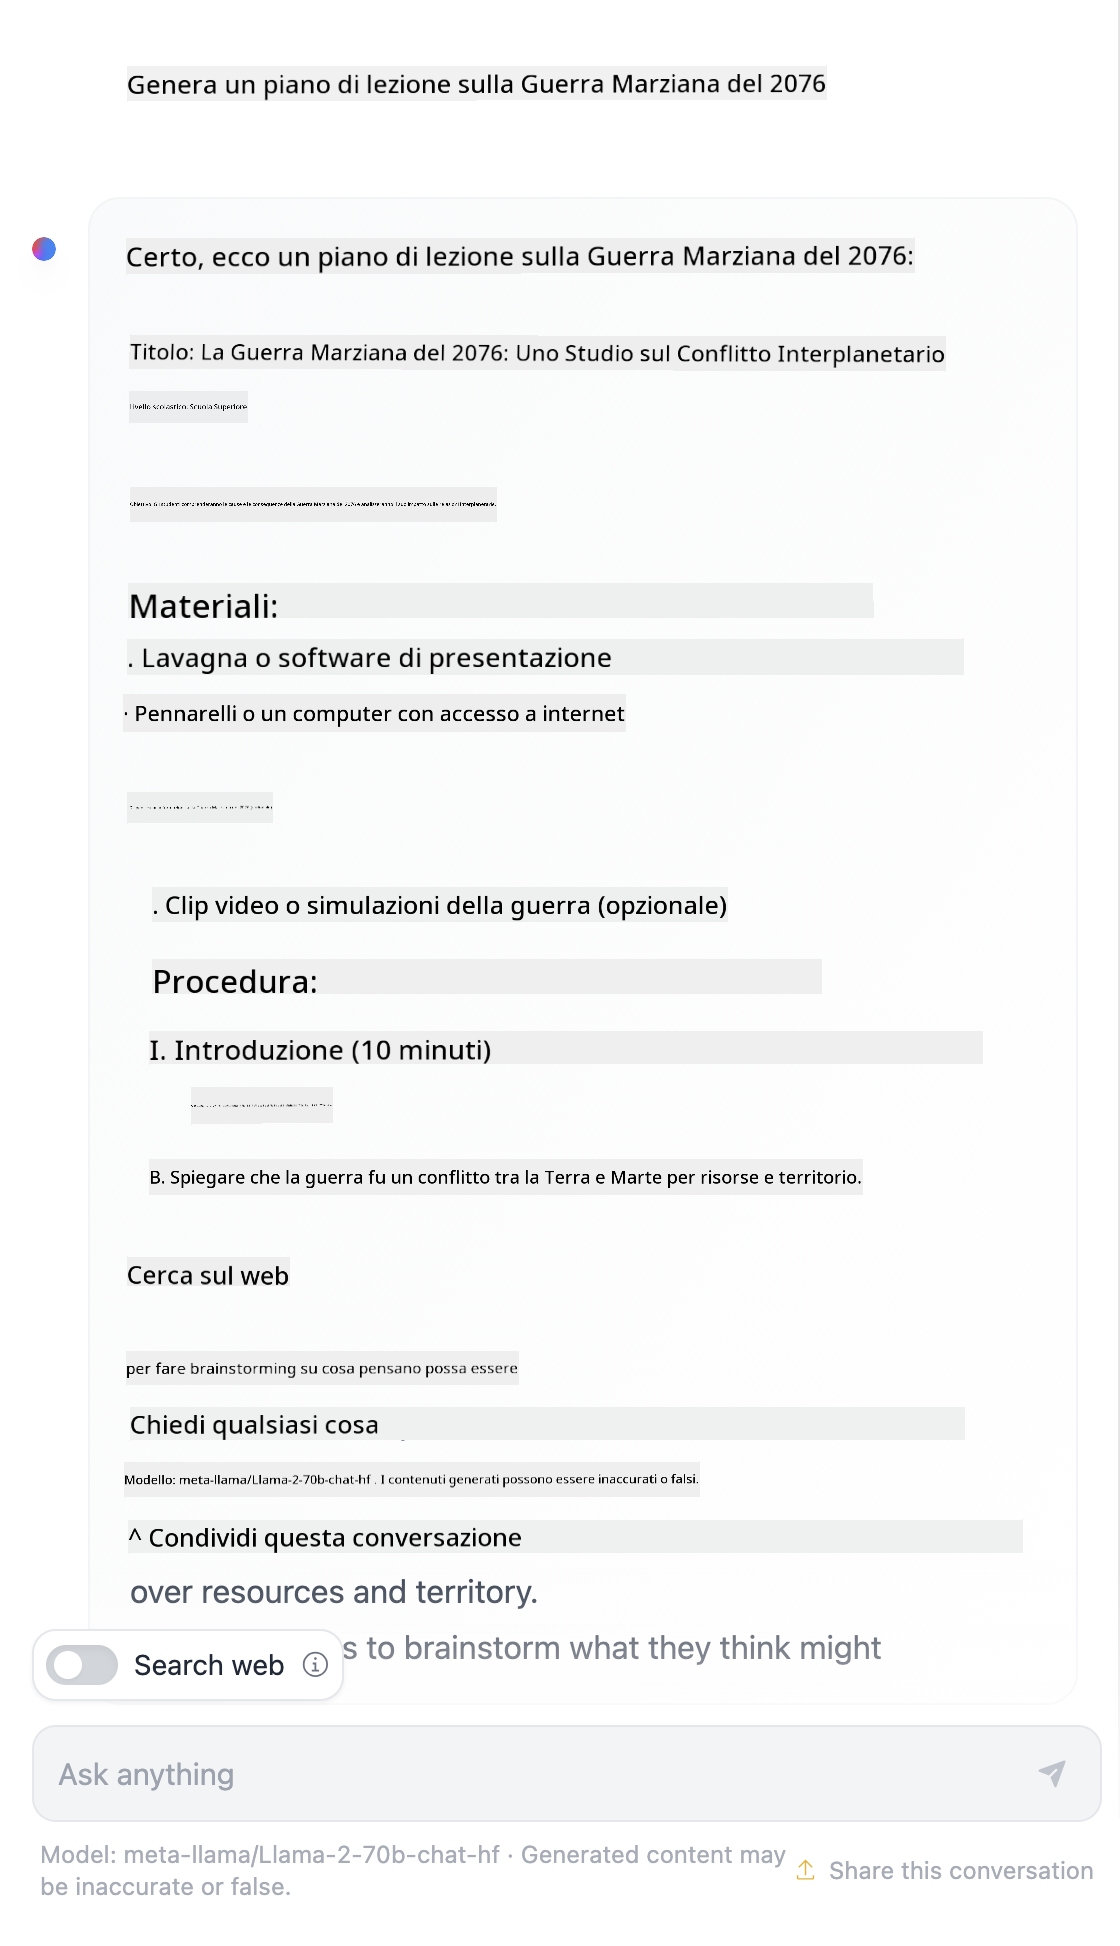 Genera un piano di lezione sulla Guerra Marziana del 2076
Certo, ecco un piano di lezione sulla Guerra Marziana del 2076:
Titolo: La Guerra Marziana del 2076: Uno Studio sul Conflitto Interplanetario
Livello scolastico: Scuola Superiore
Materiali:
. Lavagna o software di presentazione
· Pennarelli o un computer con accesso a internet
. Clip video o simulazioni della guerra (opzionale)
Procedura:
I. Introduzione (10 minuti)
B. Spiegare che la guerra fu un conflitto tra la Terra e Marte per risorse e territorio.
Cerca sul web
per fare brainstorming su cosa pensano possa essere
Chiedi qualsiasi cosa
Modello: meta-llama/Llama-2-70b-chat-hf . I contenuti generati possono essere inaccurati o falsi.
^ Condividi questa conversazione
over resources and territory.
s to brainstorm what they think might
Search web
Ask anything
Model: meta-llama/Llama-2-70b-chat-hf · Generated content may
be inaccurate or false.
Share this conversation